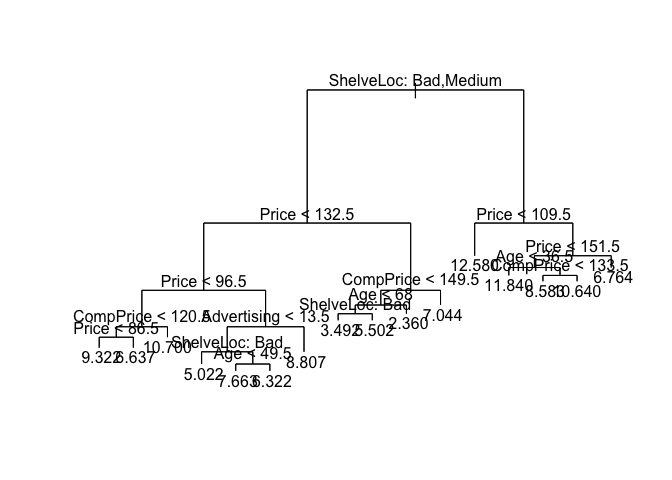 ShelveLoc: Bad,Medium
Price < 132.5
Price < 109.5
Price < 151.5
Age < 36.5
CompPrice < 133.5
12.580
11.840
8.583
10.640
6.764
Price < 96.5
CompPrice < 149.5
Age < 68
ShelveLoc: Bad
3.492
5.502
2.360
7.044
CompPrice < 120.5
Advertising < 13.5
Price < 86.5
ShelveLoc: Bad
Age < 49.5
10.700
9.322
6.637
5.022
7.663
6.322
8.807